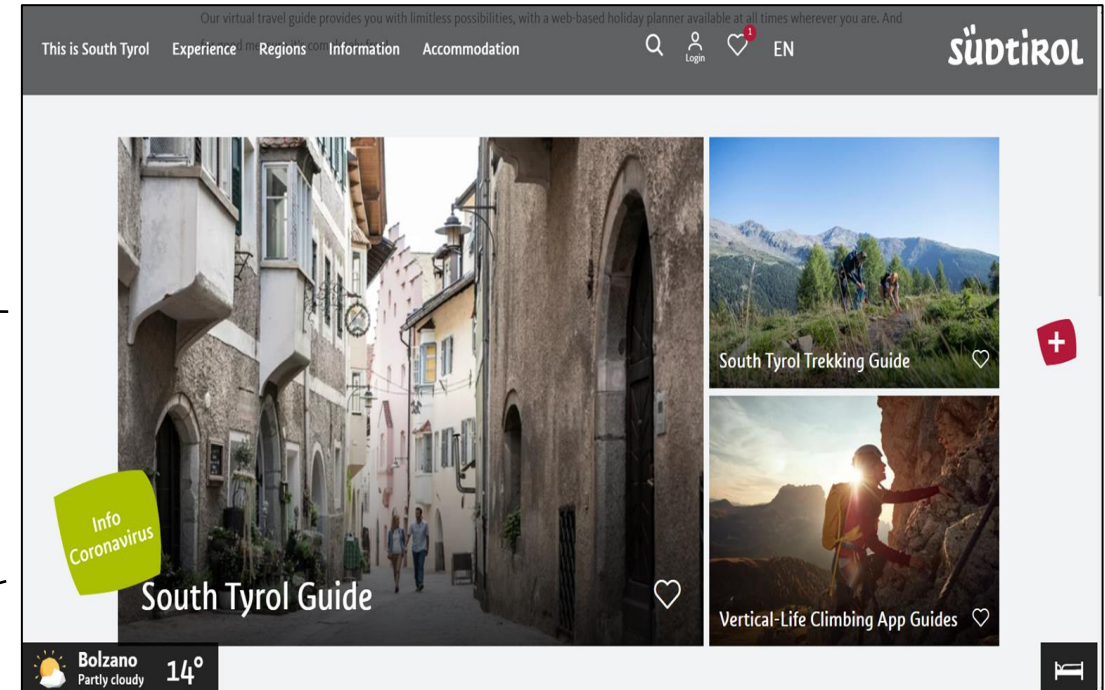 Our virtual travel guide provides you with limitless possibilities, with a web-based holiday planner available at all times wherever you are. And
This is South Tyrol Experience Regions Information Accommodation Login 1 EN
südtiRol
South Tyrol Trekking Guide
+
Info
Coronavirus
South Tyrol Guide
Vertical-Life Climbing App Guides
Bolzano
Partly cloudy
14°